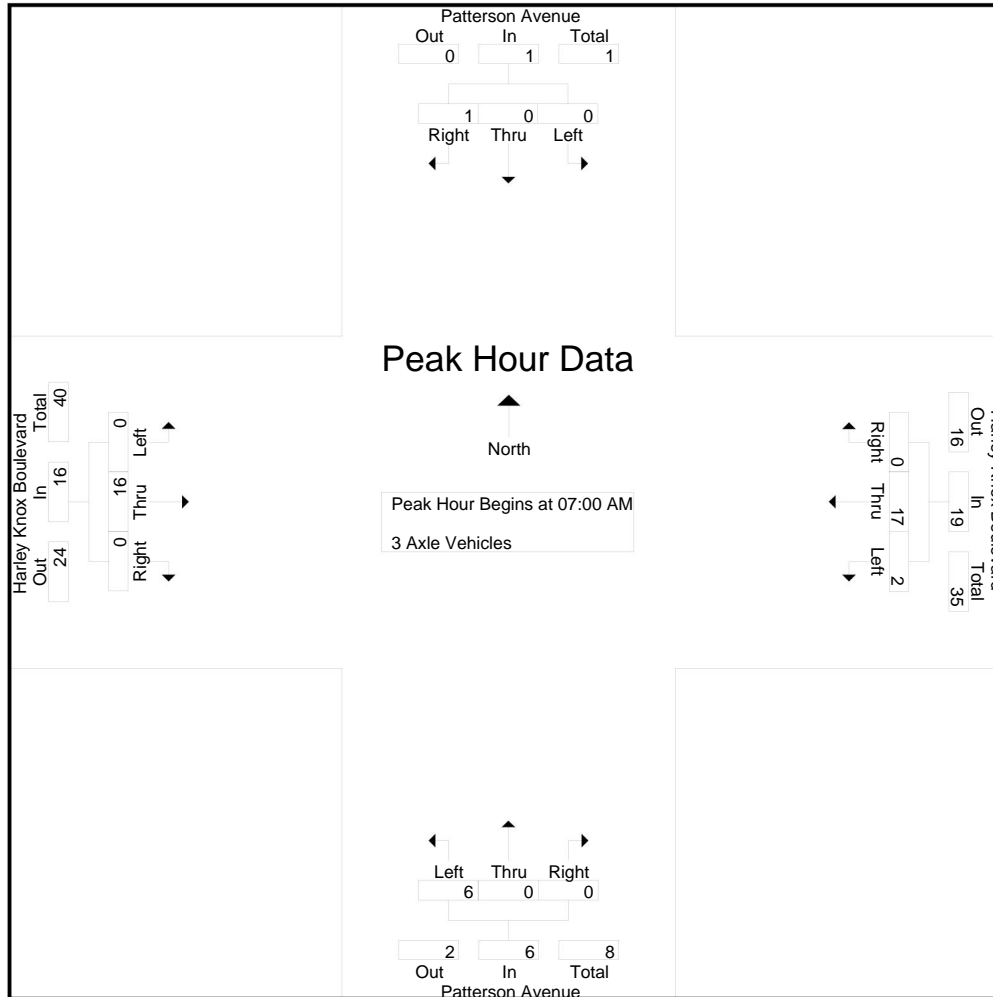 Patterson Avenue
Out In Total
0 1 1
1 0 0
Right Thru Left
Peak Hour Data
North
Peak Hour Begins at 07:00 AM
3 Axle Vehicles
Harley Knox Boulevard
Out In Total
24 16 40
0 16 0
Left Thru Right
Out In Total
16 19 35
0 17 2
Right Thru Left
Left Thru Right
6 0 0
2 6 8
Out In Total
Patterson Avenue